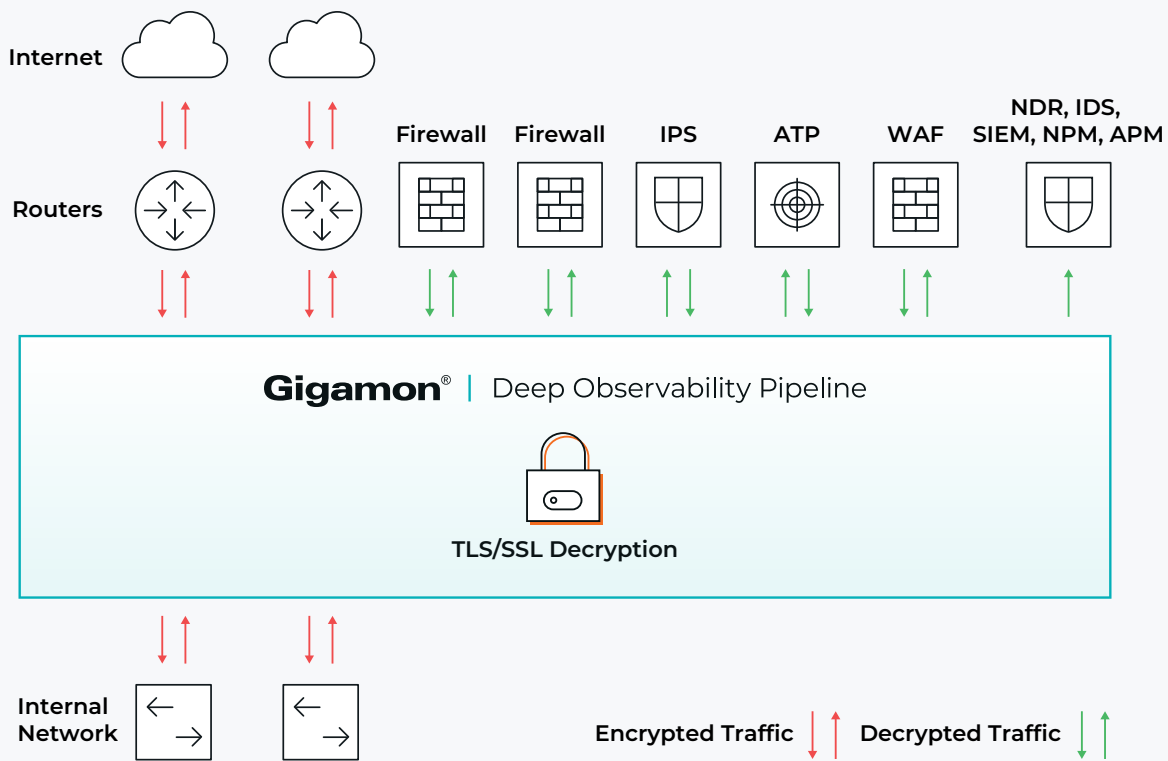 Internet
Routers
Firewall
Firewall
IPS
ATP
WAF
NDR, IDS,
SIEM, NPM, APM
Gigamon® | Deep Observability Pipeline
TLS/SSL Decryption
Internal
Network
Encrypted Traffic
Decrypted Traffic